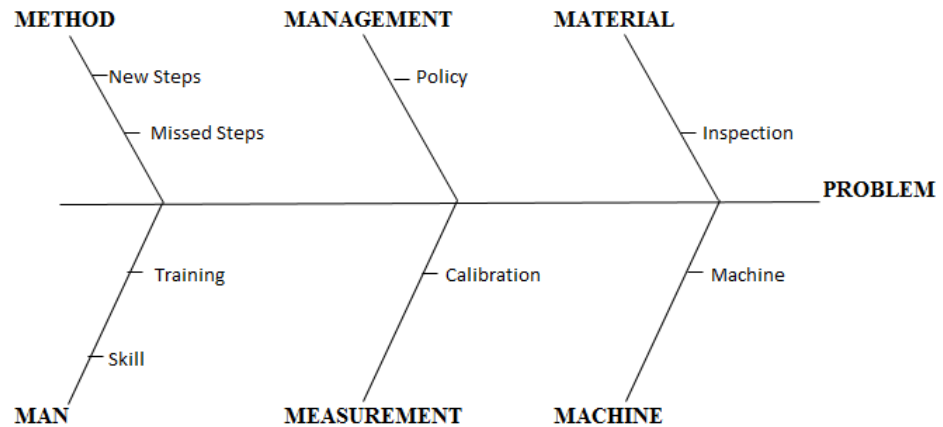 METHOD
MANAGEMENT
MATERIAL
New Steps
Policy
Missed Steps
Inspection
PROBLEM
Training
Calibration
Machine
Skill
MAN
MEASUREMENT
MACHINE